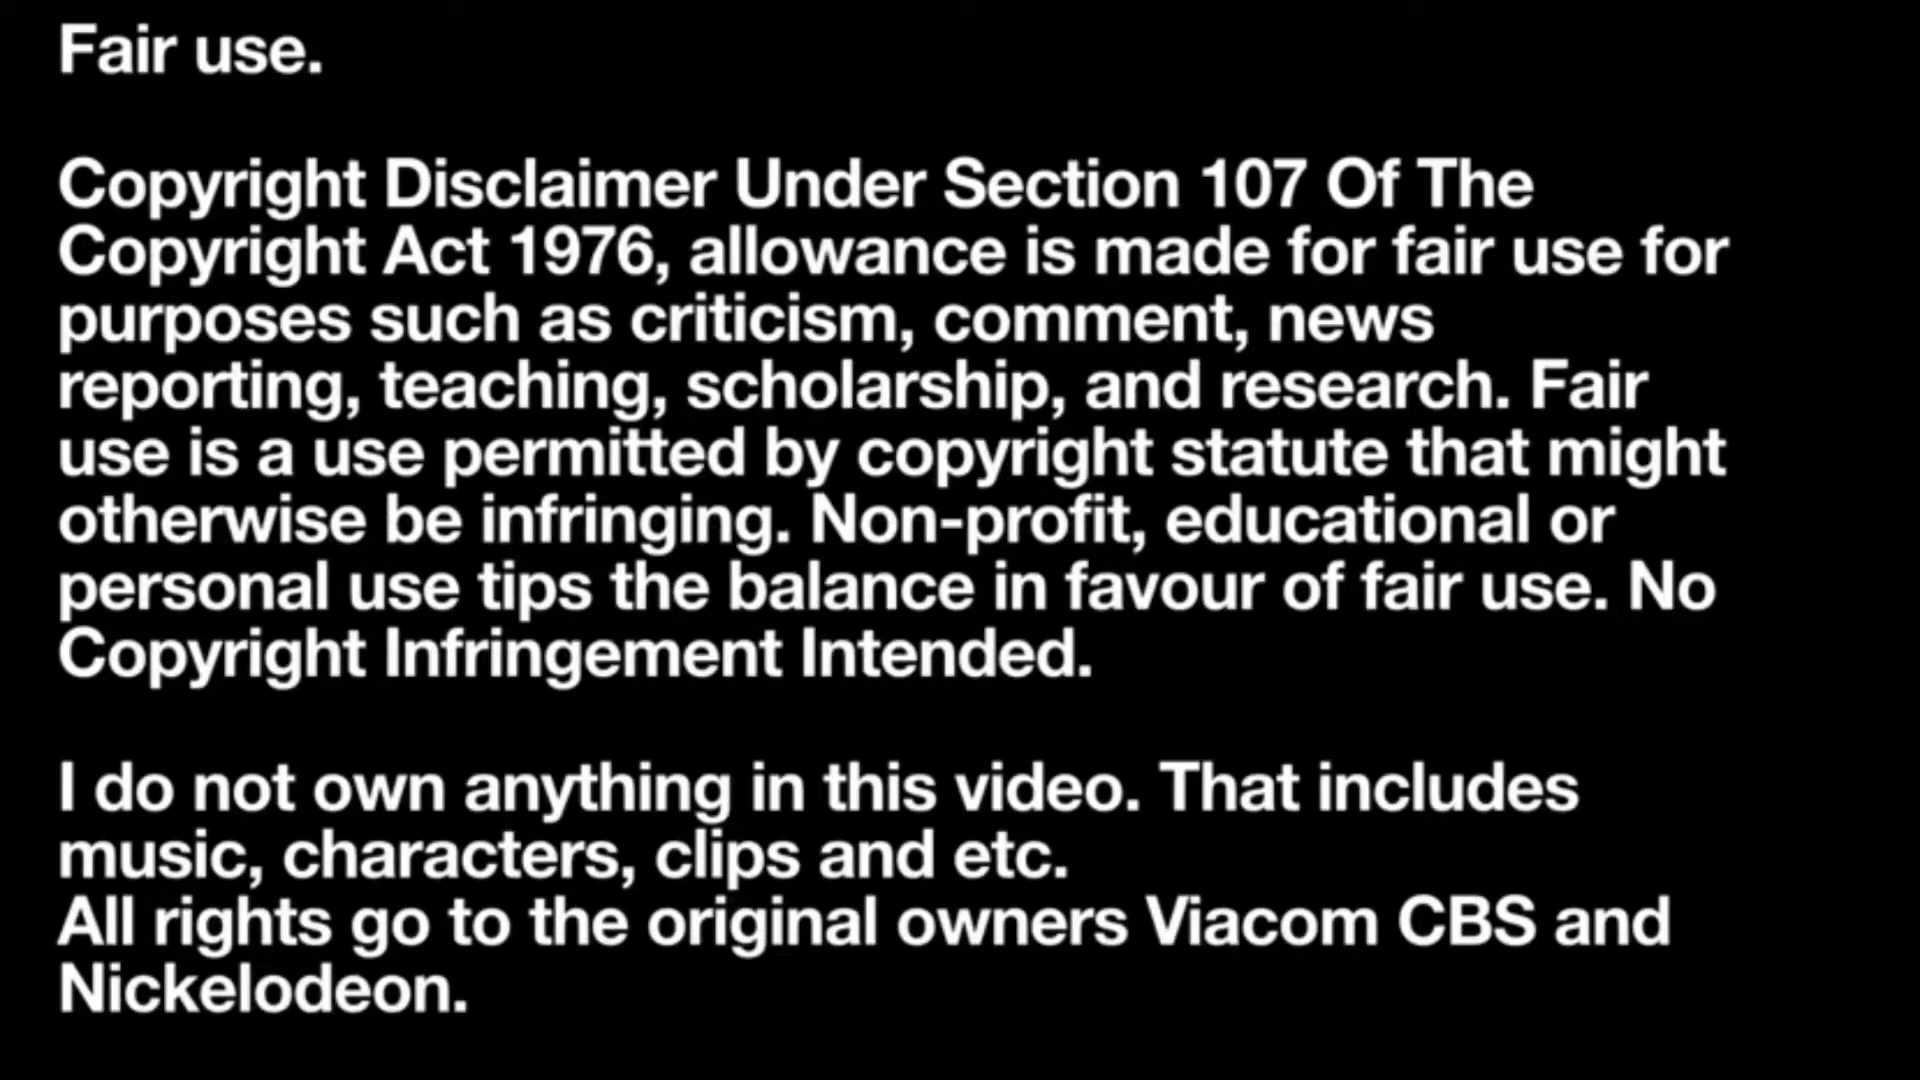 Fair use.
Copyright Disclaimer Under Section 107 Of The
Copyright Act 1976, allowance is made for fair use for
purposes such as criticism, comment, news
reporting, teaching, scholarship, and research. Fair
use is a use permitted by copyright statute that might
otherwise be infringing. Non-profit, educational or
personal use tips the balance in favour of fair use. No
Copyright Infringement Intended.
I do not own anything in this video. That includes
music, characters, clips and etc.
All rights go to the original owners Viacom CBS and
Nickelodeon.